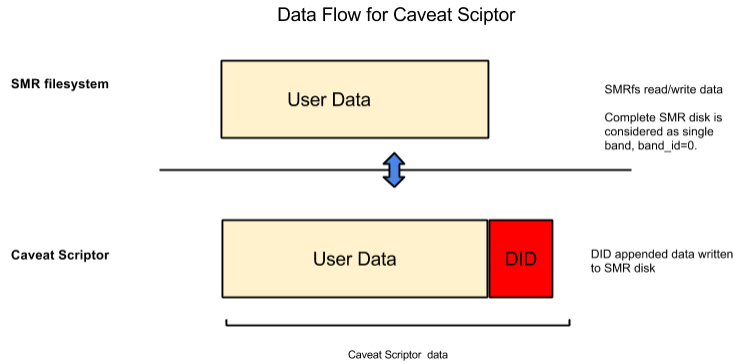 Data Flow for Caveat Sciptor
SMR filesystem
User Data
SMRfs read/write data
Complete SMR disk is
considered as single
band, band_id=0.
Caveat Scriptor
User Data
DID
DID appended data written
to SMR disk
Caveat Scriptor data